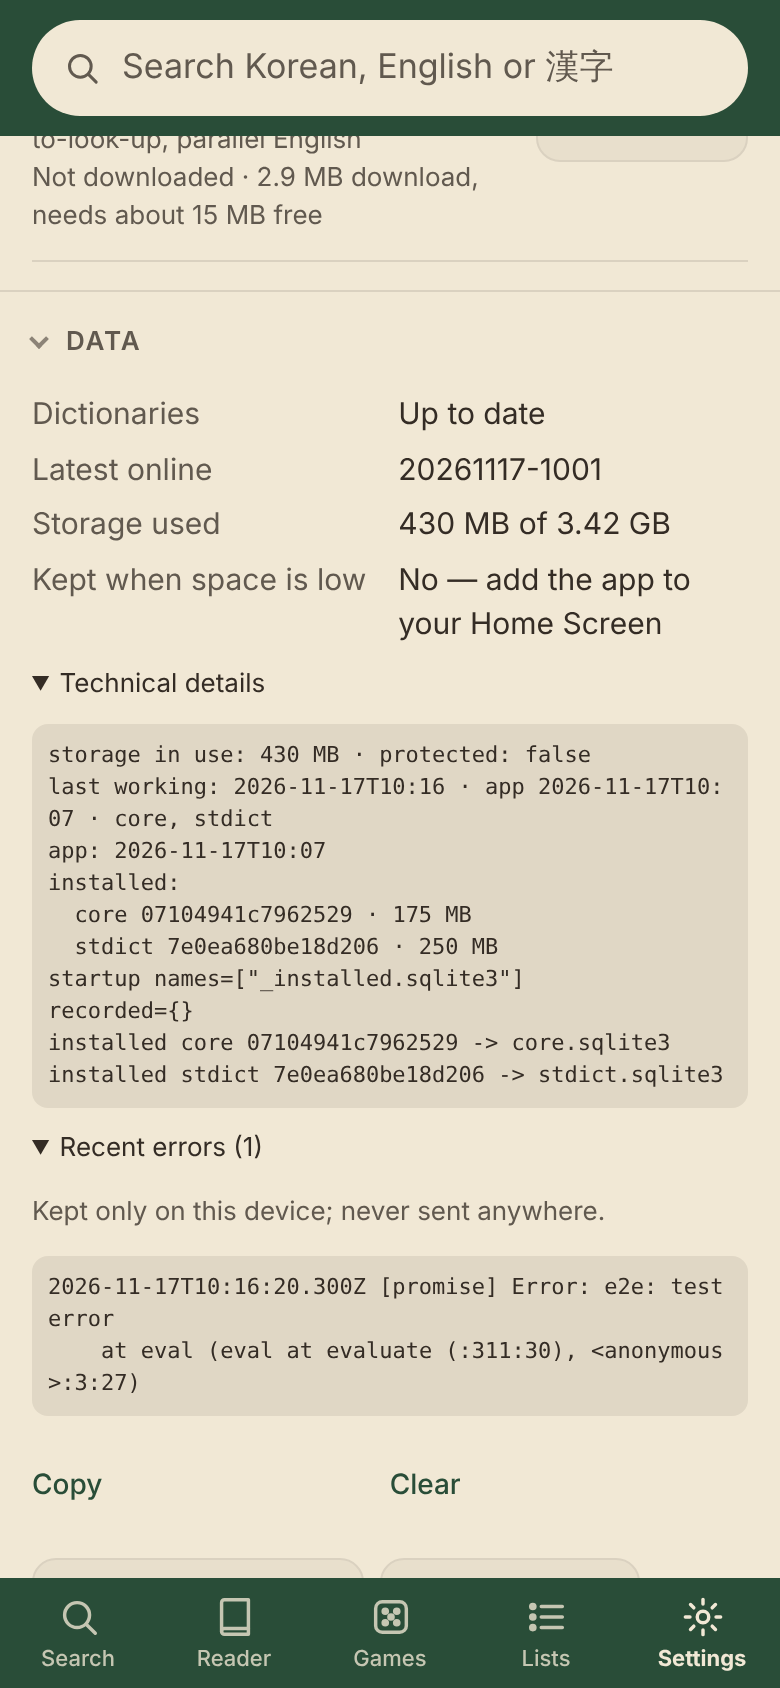 Search Korean, English or 漢字
to-look-up, parallel English
Not downloaded · 2.9 MB download,
needs about 15 MB free
DATA
Dictionaries Up to date
Latest online 20261117-1001
Storage used 430 MB of 3.42 GB
Kept when space is low No — add the app to
your Home Screen
▼ Technical details
storage in use: 430 MB · protected: false
last working: 2026-11-17T10:16 · app 2026-11-17T10:
07 · core, stdict
app: 2026-11-17T10:07
installed:
  core 07104941c7962529 · 175 MB
  stdict 7e0ea680be18d206 · 250 MB
startup names=["_installed.sqlite3"]
recorded={}
installed core 07104941c7962529 -> core.sqlite3
installed stdict 7e0ea680be18d206 -> stdict.sqlite3
▼ Recent errors (1)
Kept only on this device; never sent anywhere.
2026-11-17T10:16:20.300Z [promise] Error: e2e: test
error
    at eval (eval at evaluate (:311:30), <anonymous
>:3:27)
Copy Clear
Search Reader Games Lists Settings